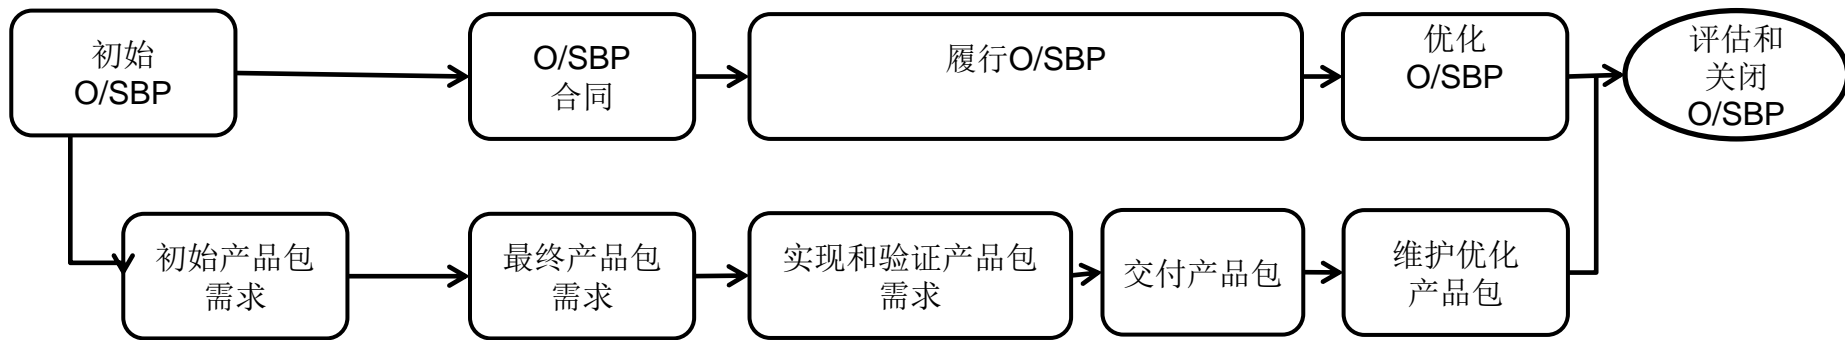 初始
O/SBP
O/SBP
合同
履行O/SBP
优化
O/SBP
评估和
关闭
O/SBP
初始产品包
需求
最终产品包
需求
实现和验证产品包
需求
交付产品包
维护优化
产品包